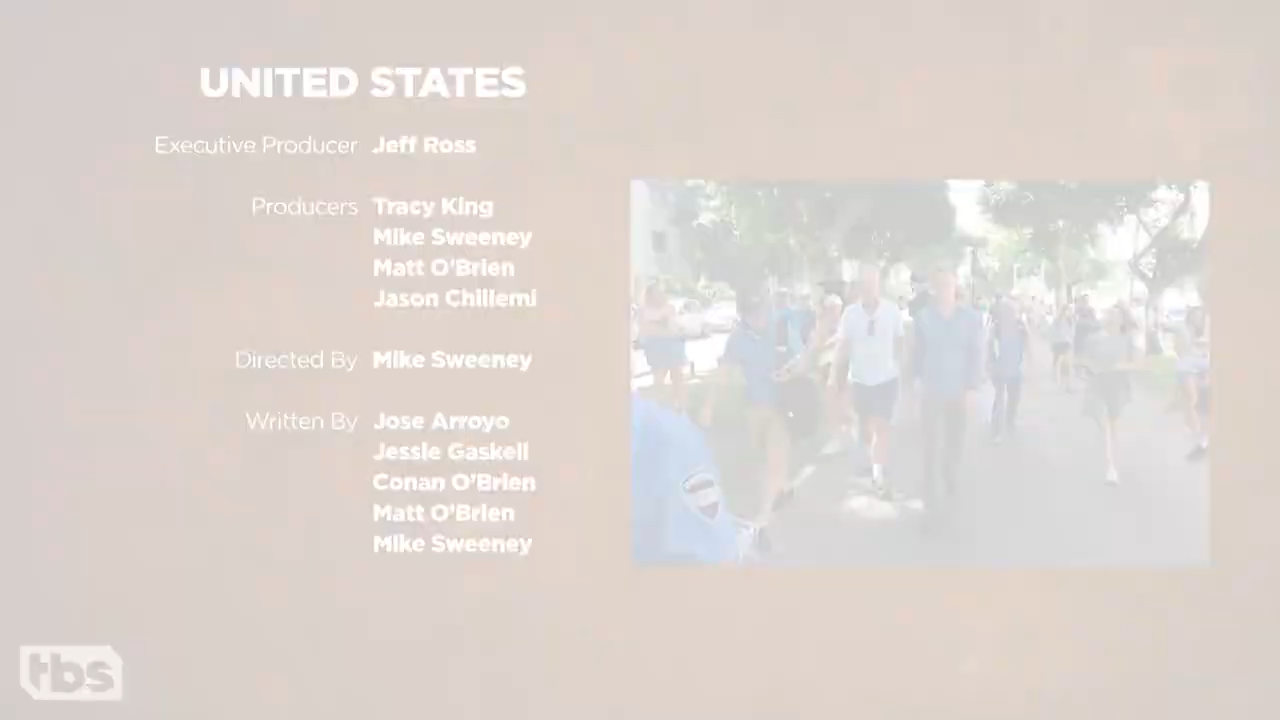 UNITED STATES
Executive Producer Jeff Ross
Producers Tracy King
Mike Sweeney
Matt O'Brien
Jason Chillemi
Directed By Mike Sweeney
Written By Jose Arroyo
Jessie Gaskell
Conan O'Brien
Matt O'Brien
Mike Sweeney
tbs